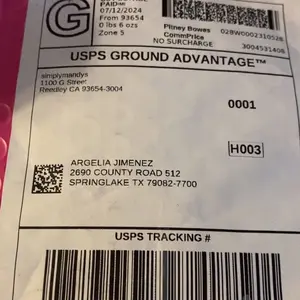 G
PAID
07/12/2024
From 93654
0 lbs 6 ozs
Zone 5
Pitney Bowes
CommPrice
NO SURCHARGE
USPS GROUND ADVANTAGE™
simplymandys
1100 G Street
Reedley CA 93654-3004
0001
H003
ARGELIA JIMENEZ
2690 COUNTY ROAD 512
SPRINGLAKE TX 79082-7700
USPS TRACKING #